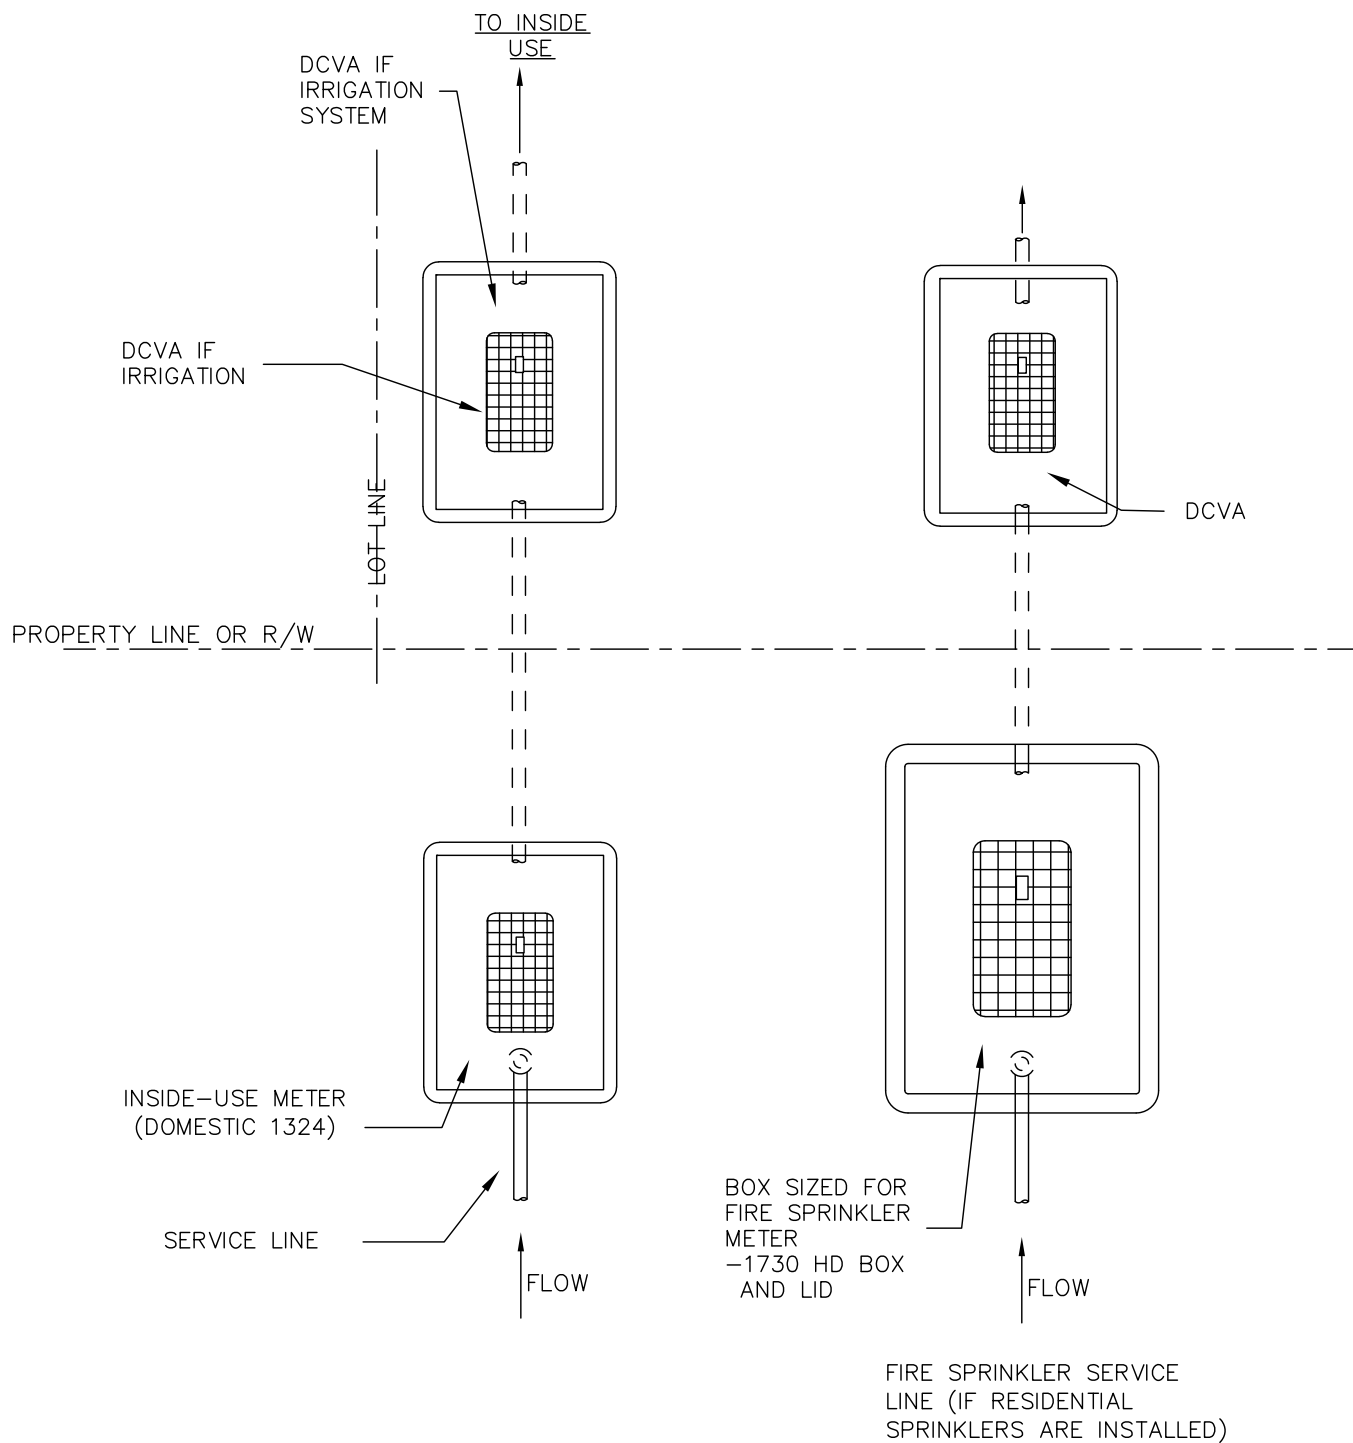 TO INSIDE
USE
DCVA IF
IRRIGATION
SYSTEM
DCVA IF
IRRIGATION
LOT LINE
DCVA
PROPERTY LINE OR R/W
INSIDE-USE METER
(DOMESTIC 1324)
SERVICE LINE
FLOW
BOX SIZED FOR
FIRE SPRINKLER
METER
-1730 HD BOX
AND LID
FLOW
FIRE SPRINKLER SERVICE
LINE (IF RESIDENTIAL
SPRINKLERS ARE INSTALLED)